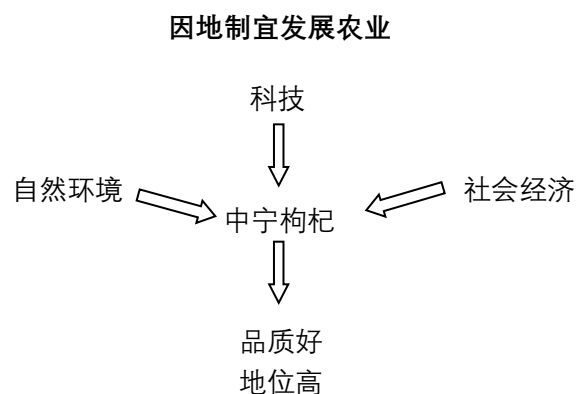 因地制宜发展农业
科技
自然环境
社会经济
中宁枸杞
品质好
地位高